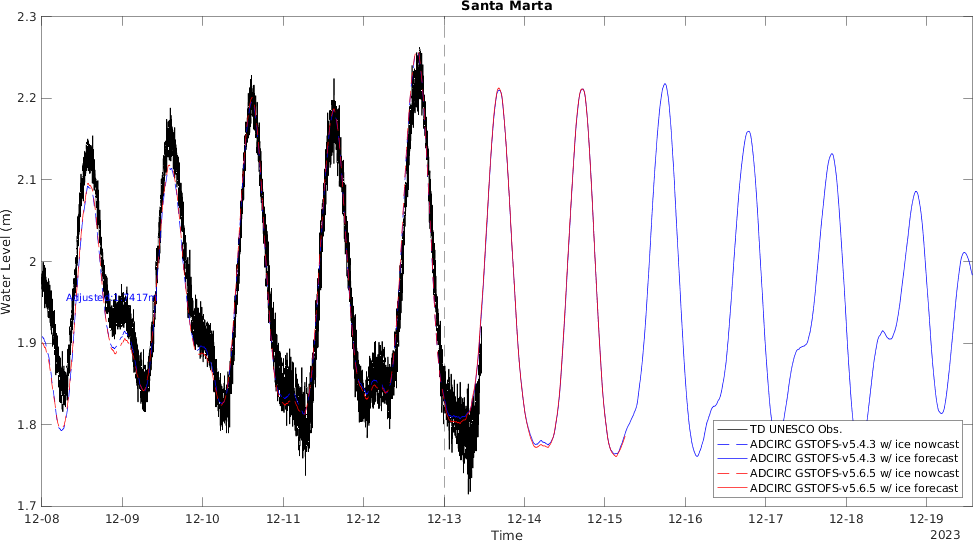 Santa Marta
2.3
2.2
2.1
2
1.9
1.8
1.7
Water Level (m)
12-08 12-09 12-10 12-11 12-12 12-13 12-14 12-15 12-16 12-17 12-18 12-19
Time
2023
TD UNESCO Obs.
ADCIRC GSTOFS-v5.4.3 w/ ice nowcast
ADCIRC GSTOFS-v5.4.3 w/ ice forecast
ADCIRC GSTOFS-v5.6.5 w/ ice nowcast
ADCIRC GSTOFS-v5.6.5 w/ ice forecast